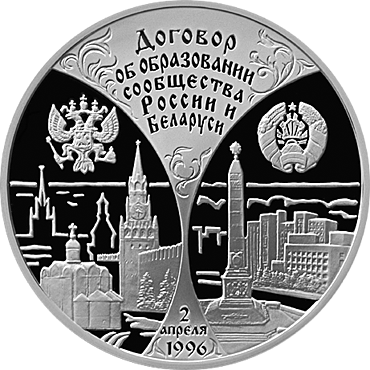 Договор
об образовании
сообщества
России и
Беларуси
2
апреля
1996